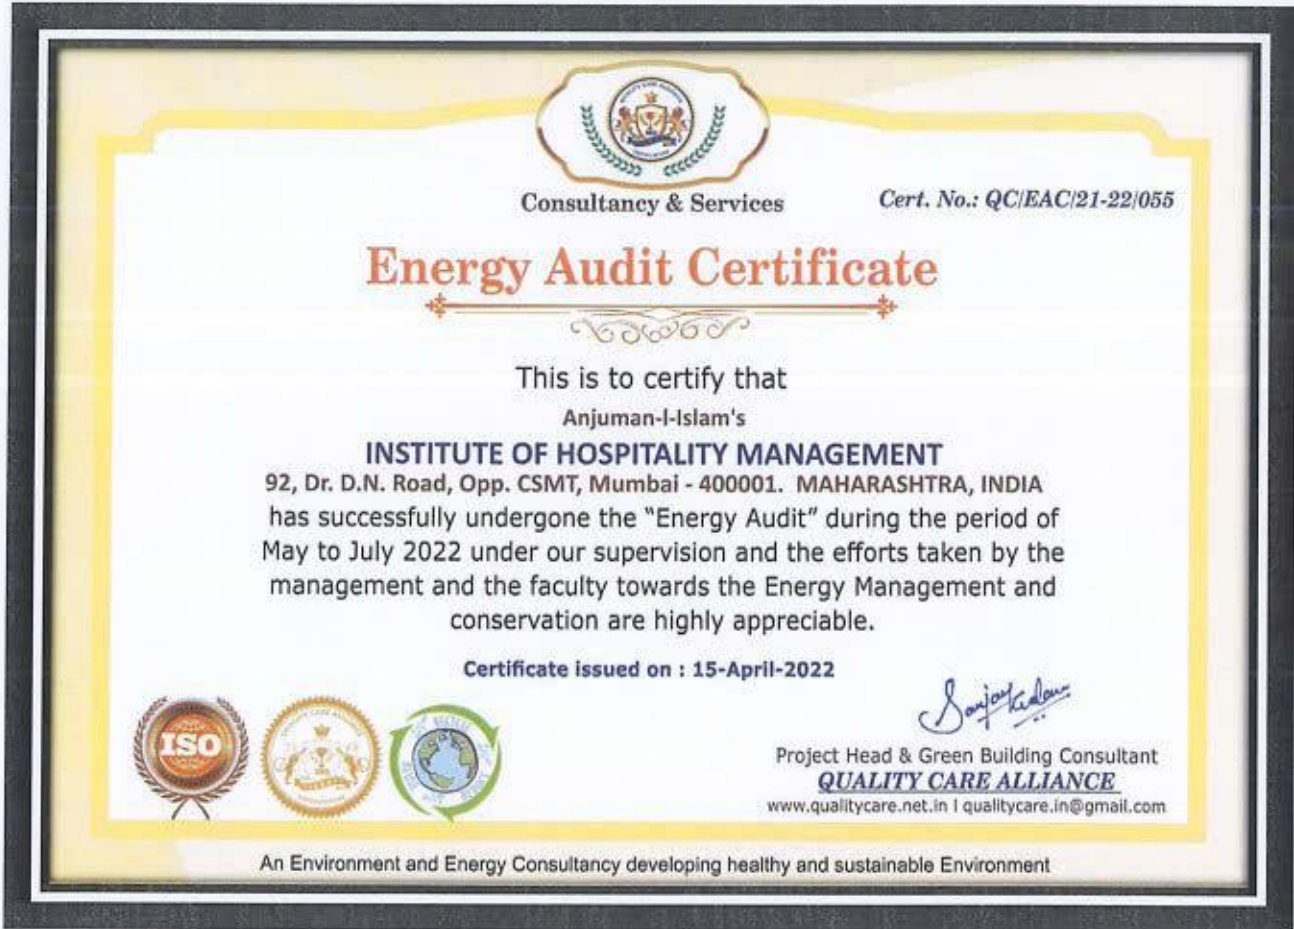 Consultancy & Services
Cert. No.: QC/EAC/21-22/055
Energy Audit Certificate
This is to certify that
Anjuman-I-Islam's
INSTITUTE OF HOSPITALITY MANAGEMENT
92, Dr. D.N. Road, Opp. CSMT, Mumbai - 400001. MAHARASHTRA, INDIA
has successfully undergone the “Energy Audit” during the period of
May to July 2022 under our supervision and the efforts taken by the
management and the faculty towards the Energy Management and
conservation are highly appreciable.
Certificate issued on : 15-April-2022
ISO
Project Head & Green Building Consultant
QUALITY CARE ALLIANCE
www.qualitycare.net.in I qualitycare.in@gmail.com
An Environment and Energy Consultancy developing healthy and sustainable Environment